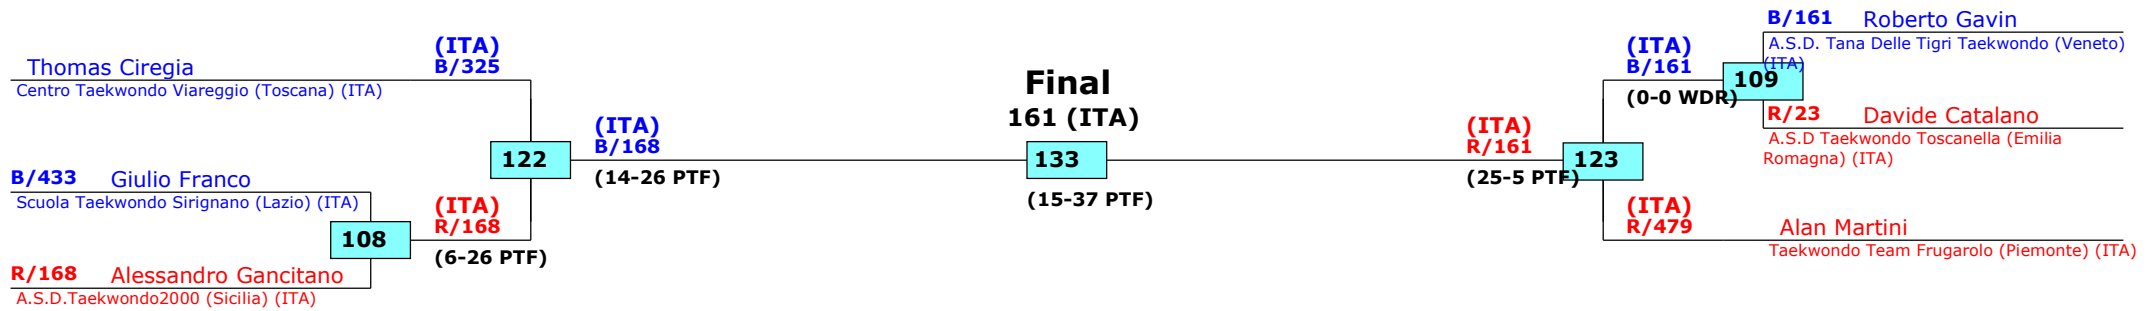 Thomas Ciregia
Centro Taekwondo Viareggio (Toscana) (ITA)
(ITA)
B/325
B/433 Giulio Franco
Scuola Taekwondo Sirignano (Lazio) (ITA)
108
R/168 Alessandro Gancitano
A.S.D.Taekwondo2000 (Sicilia) (ITA)
(ITA)
R/168
(6-26 PTF)
122
(ITA)
B/168
(14-26 PTF)
Final
161 (ITA)
133
(15-37 PTF)
(ITA)
R/161
(25-5 PTF)
123
(ITA)
B/161
(0-0 WDR)
109
B/161 Roberto Gavin
A.S.D. Tana Delle Tigri Taekwondo (Veneto)
(ITA)
R/23 Davide Catalano
A.S.D Taekwondo Toscanella (Emilia
Romagna) (ITA)
(ITA)
R/479
Alan Martini
Taekwondo Team Frugarolo (Piemonte) (ITA)